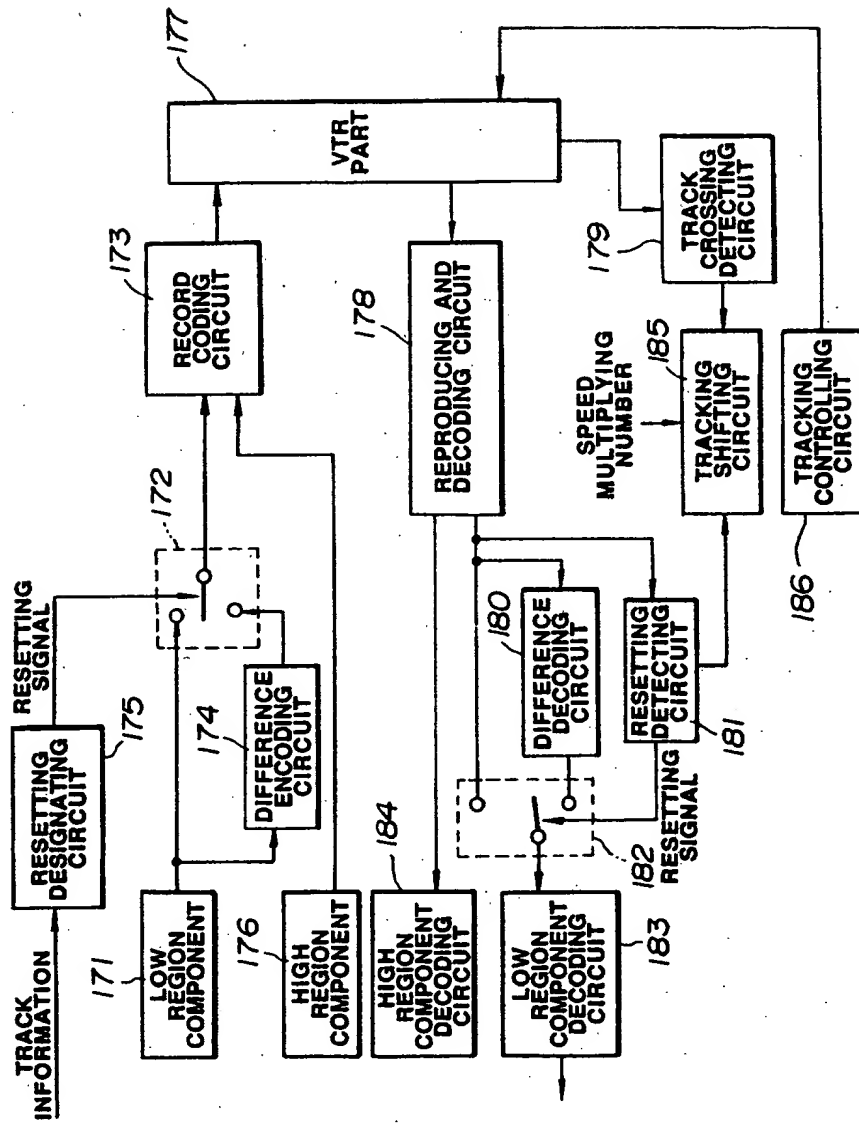 TRACK
INFORMATION
RESETTING
DESIGNATING
CIRCUIT
175
RESETTING
SIGNAL
172
173
RECORD
CODING
CIRCUIT
177
VTR
PART
LOW
REGION
COMPONENT
171
DIFFERENCE
ENCODING
CIRCUIT
174
HIGH
REGION
COMPONENT
176
HIGH
REGION
COMPONENT
DECODING
CIRCUIT
184
REPRODUCING AND
DECODING CIRCUIT
178
LOW
REGION
COMPONENT
DECODING
CIRCUIT
183
182
RESETTING
SIGNAL
DIFFERENCE
DECODING
CIRCUIT
180
RESETTING
DETECTING
CIRCUIT
181
SPEED
MULTIPLYING
NUMBER
TRACKING
SHIFTING
CIRCUIT
185
TRACK
CROSSING
DETECTING
CIRCUIT
179
TRACKING
CONTROLLING
CIRCUIT
186